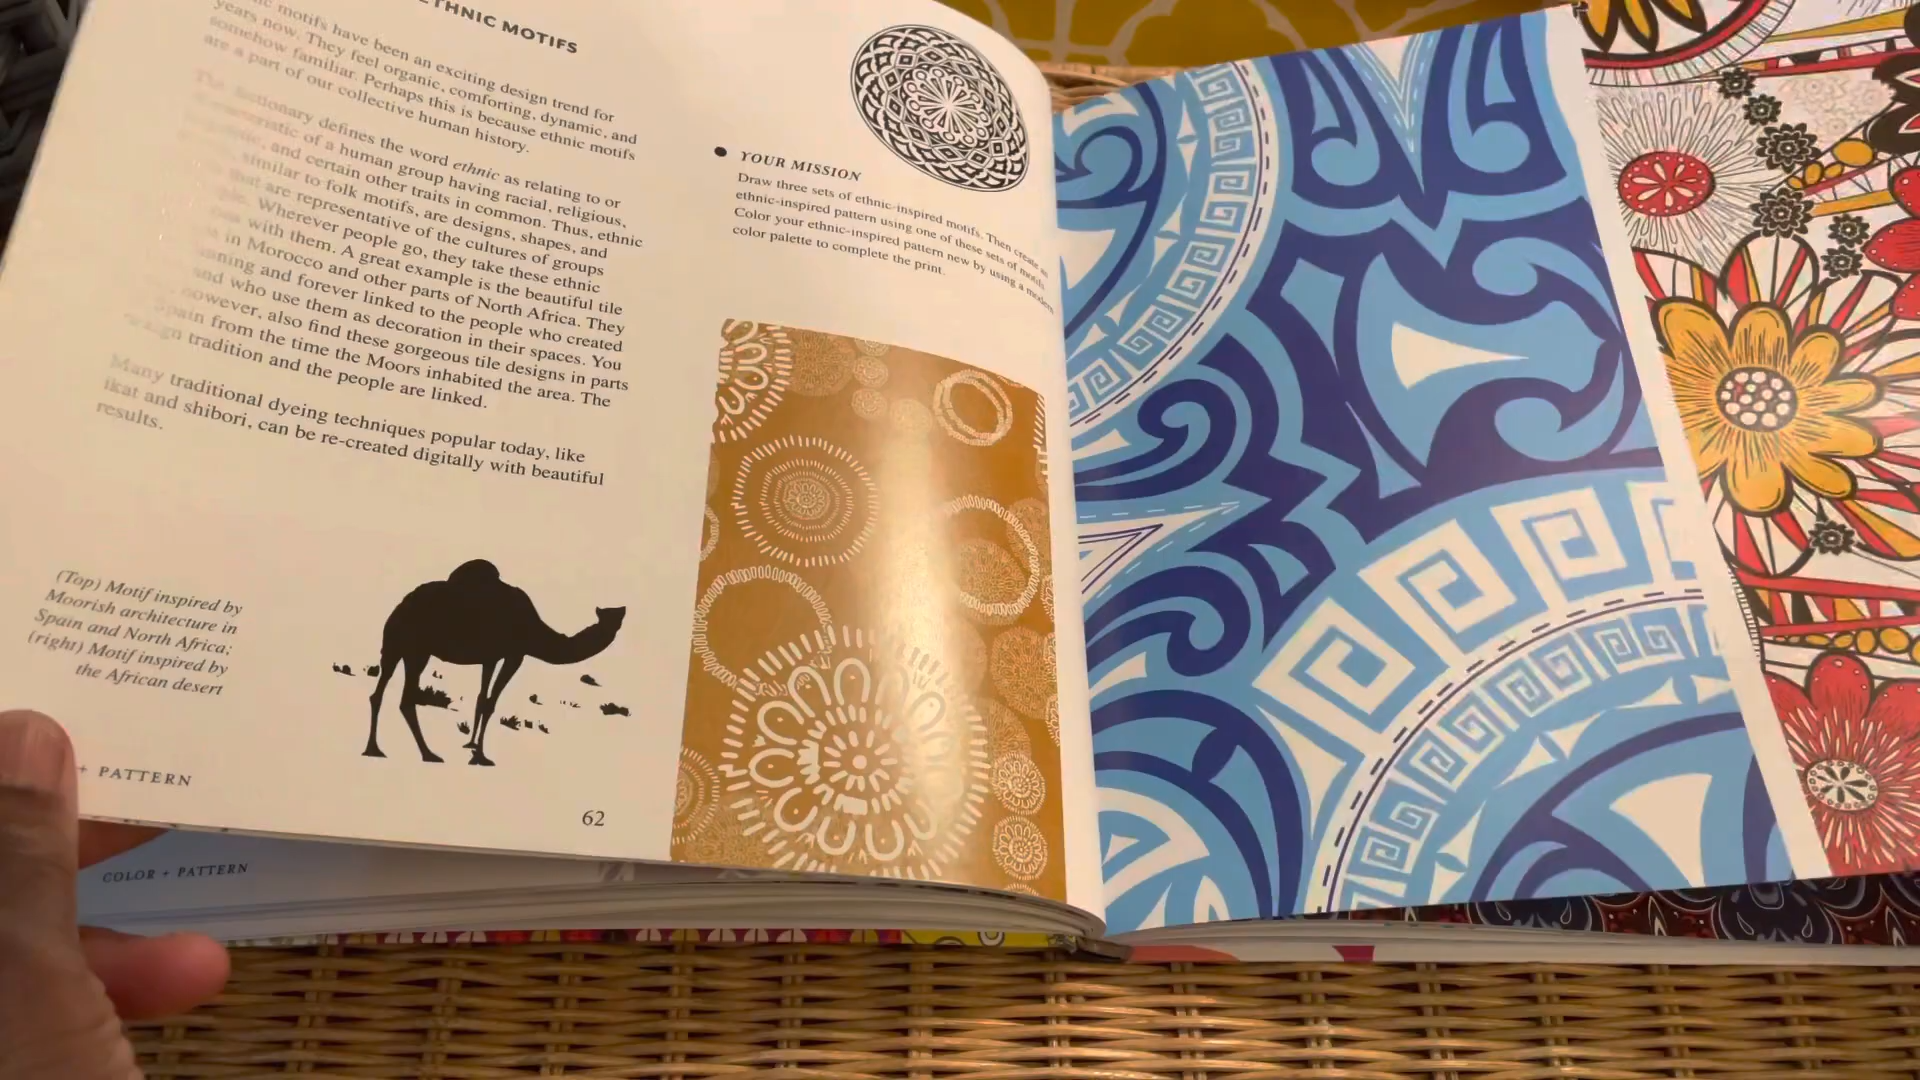 ETHNIC MOTIFS
motifs have been an exciting design trend for
years now. They feel organic, comforting, dynamic, and
somehow familiar. Perhaps this is because ethnic motifs
are a part of our collective human history.
The dictionary defines the word ethnic as relating to or
characteristic of a human group having racial, religious,
and certain other traits in common. Thus, ethnic
similar to folk motifs, are designs, shapes, and
that are representative of the cultures of groups
Wherever people go, they take these ethnic
with them. A great example is the beautiful tile
in Morocco and other parts of North Africa. They
and forever linked to the people who created
and who use them as decoration in their spaces. You
however, also find these gorgeous tile designs in parts
Spain from the time the Moors inhabited the area. The
tradition and the people are linked.
Many traditional dyeing techniques popular today, like
ikat and shibori, can be re-created digitally with beautiful
results.
(Top) Motif inspired by
Moorish architecture in
Spain and North Africa;
(right) Motif inspired by
the African desert
+ PATTERN
62
COLOR + PATTERN
YOUR MISSION
Draw three sets of ethnic-inspired motifs. Then create an
ethnic-inspired pattern using one of these sets of motifs.
Color your ethnic-inspired pattern new by using a modern
color palette to complete the print.